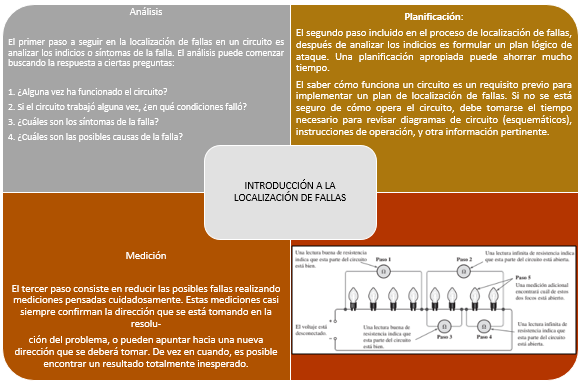 Análisis
El primer paso a seguir en la localización de fallas en un circuito es
analizar los indicios o síntomas de la falla. El análisis puede comenzar
buscando la respuesta a ciertas preguntas:
1. ¿Alguna vez ha funcionado el circuito?
2. Si el circuito trabajó alguna vez, ¿en qué condiciones falló?
3. ¿Cuáles son los síntomas de la falla?
4. ¿Cuáles son las posibles causas de la falla?
Planificación:
El segundo paso incluido en el proceso de localización de fallas,
después de analizar los indicios es formular un plan lógico de
ataque. Una planificación apropiada puede ahorrar mucho
tiempo.
El saber cómo funciona un circuito es un requisito previo para
implementar un plan de localización de fallas. Si no se está
seguro de cómo opera el circuito, debe tomarse el tiempo
necesario para revisar diagramas de circuito (esquemáticos),
instrucciones de operación, y otra información pertinente.
INTRODUCCIÓN A LA
LOCALIZACIÓN DE FALLAS
Medición
El tercer paso consiste en reducir las posibles fallas realizando
mediciones pensadas cuidadosamente. Estas mediciones casi
siempre confirman la dirección que se está tomando en la
resolu-
ción del problema, o pueden apuntar hacia una nueva
dirección que se deberá tomar. De vez en cuando, es posible
encontrar un resultado totalmente inesperado.
Una lectura buena de resistencia
indica que esta parte del circuito
está bien.
Paso 1
Ω
Paso 2
Ω
Una lectura infinita de resistencia indica
que esta parte del circuito está abierta.
Paso 5
Una medición adicional
encontrará cuál de estos
dos focos está abierto.
El voltaje está
desconectado.
Ω
Paso 3
Una lectura buena de
resistencia indica que
esta parte del circuito
está bien.
Ω
Paso 4
Una lectura infinita de
resistencia indica que
esta parte del circuito
está abierta.